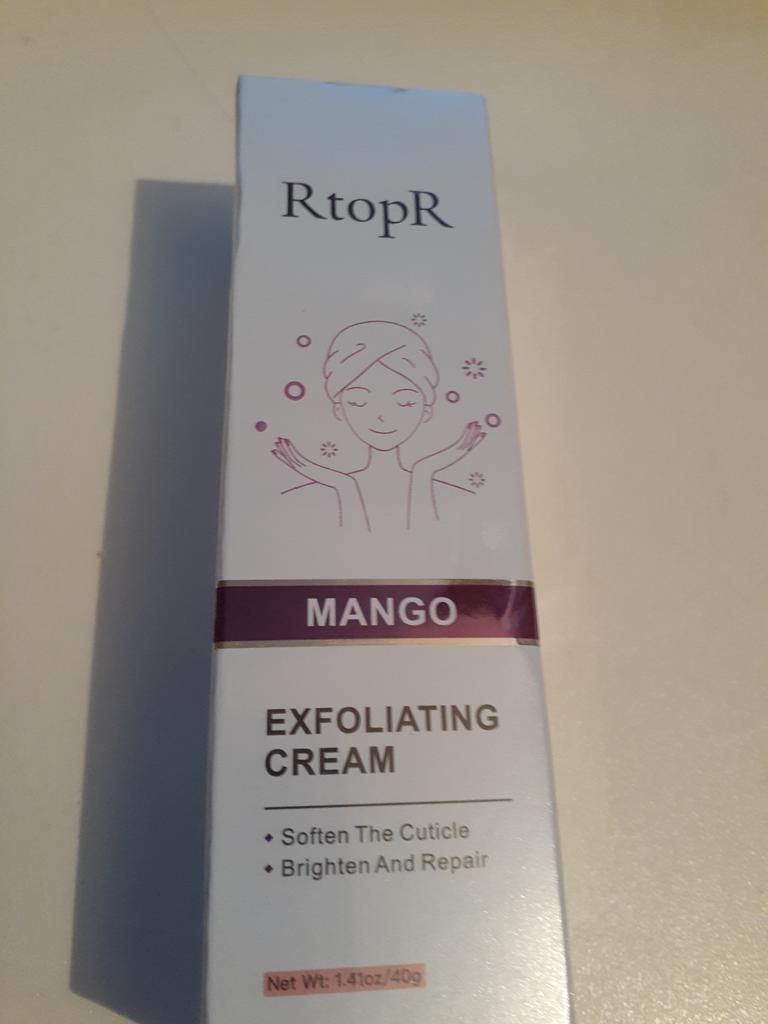 RtopR
MANGO
EXFOLIATING
CREAM
Soften The Cuticle
Brighten And Repair
Net Wt: 1.41oz/40g